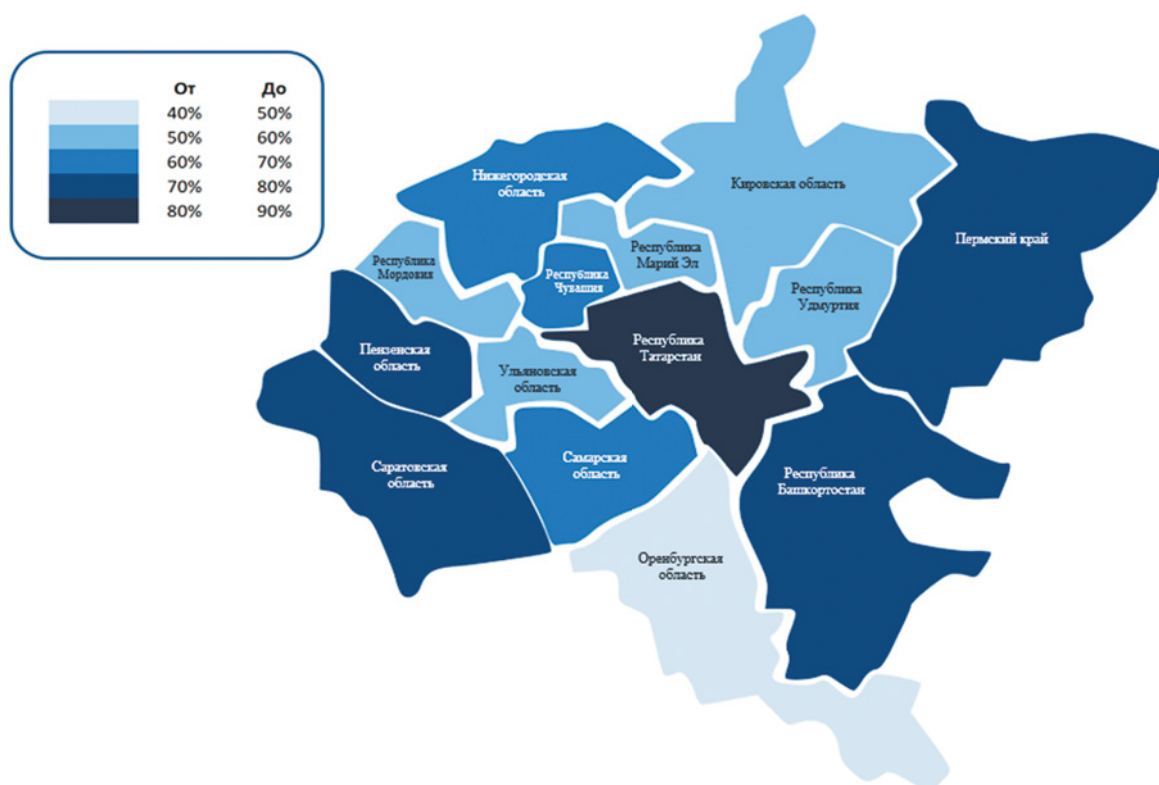 От До
40% 50%
50% 60%
60% 70%
70% 80%
80% 90%
Нижегородская
область
Кировская область
Пермский край
Республика
Марий Эл
Республика
Мордовия
Республика
Чувашия
Республика
Удмуртия
Республика
Татарстан
Пензенская
область
Ульяновская
область
Саратовская
область
Самарская
область
Республика
Башкортостан
Оренбургская
область